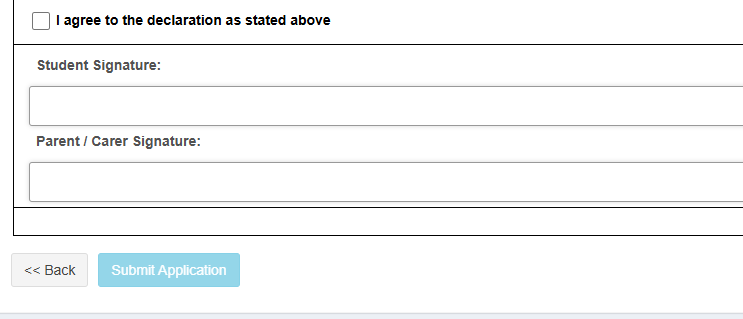 I agree to the declaration as stated above
Student Signature:
Parent / Carer Signature:
<< Back
Submit Application